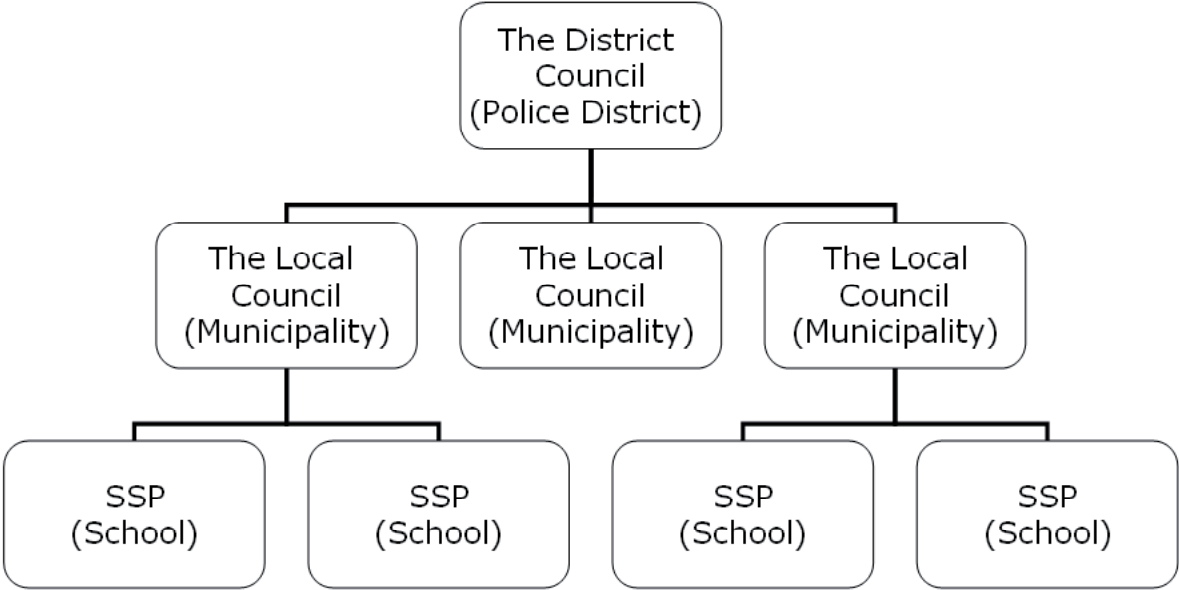 The District
Council
(Police District)
The Local
Council
(Municipality)
The Local
Council
(Municipality)
The Local
Council
(Municipality)
SSP
(School)
SSP
(School)
SSP
(School)
SSP
(School)